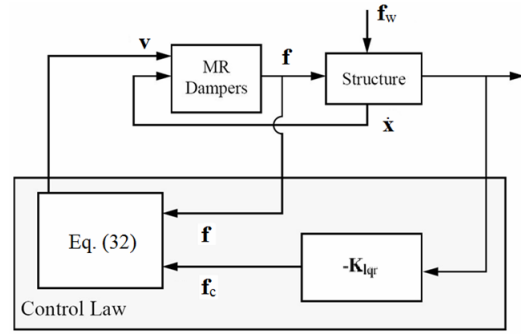 f_w
v
MR
Dampers
f
Structure
ẋ
Eq. (32)
f
-K_lqr
f_c
Control Law